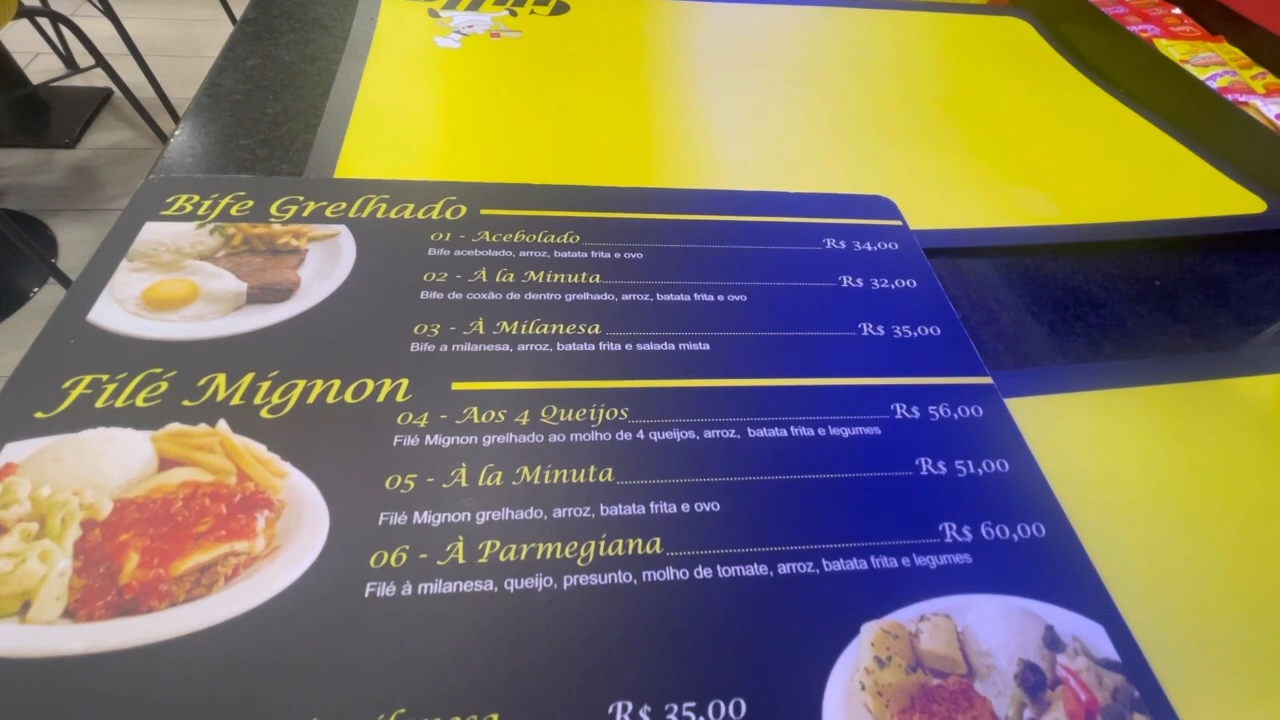 Bife Grelhado
01 - Acebolado R$ 34,00
Bife acebolado, arroz, batata frita e ovo
02 - À la Minuta R$ 32,00
Bife de coxão de dentro grelhado, arroz, batata frita e ovo
03 - À Milanesa R$ 35,00
Bife a milanesa, arroz, batata frita e salada mista
Filé Mignon
04 - Aos 4 Queijos R$ 56,00
Filé Mignon grelhado ao molho de 4 queijos, arroz, batata frita e legumes
05 - À la Minuta R$ 51,00
Filé Mignon grelhado, arroz, batata frita e ovo
06 - À Parmegiana R$ 60,00
Filé à milanesa, queijo, presunto, molho de tomate, arroz, batata frita e legumes
R$ 35,00